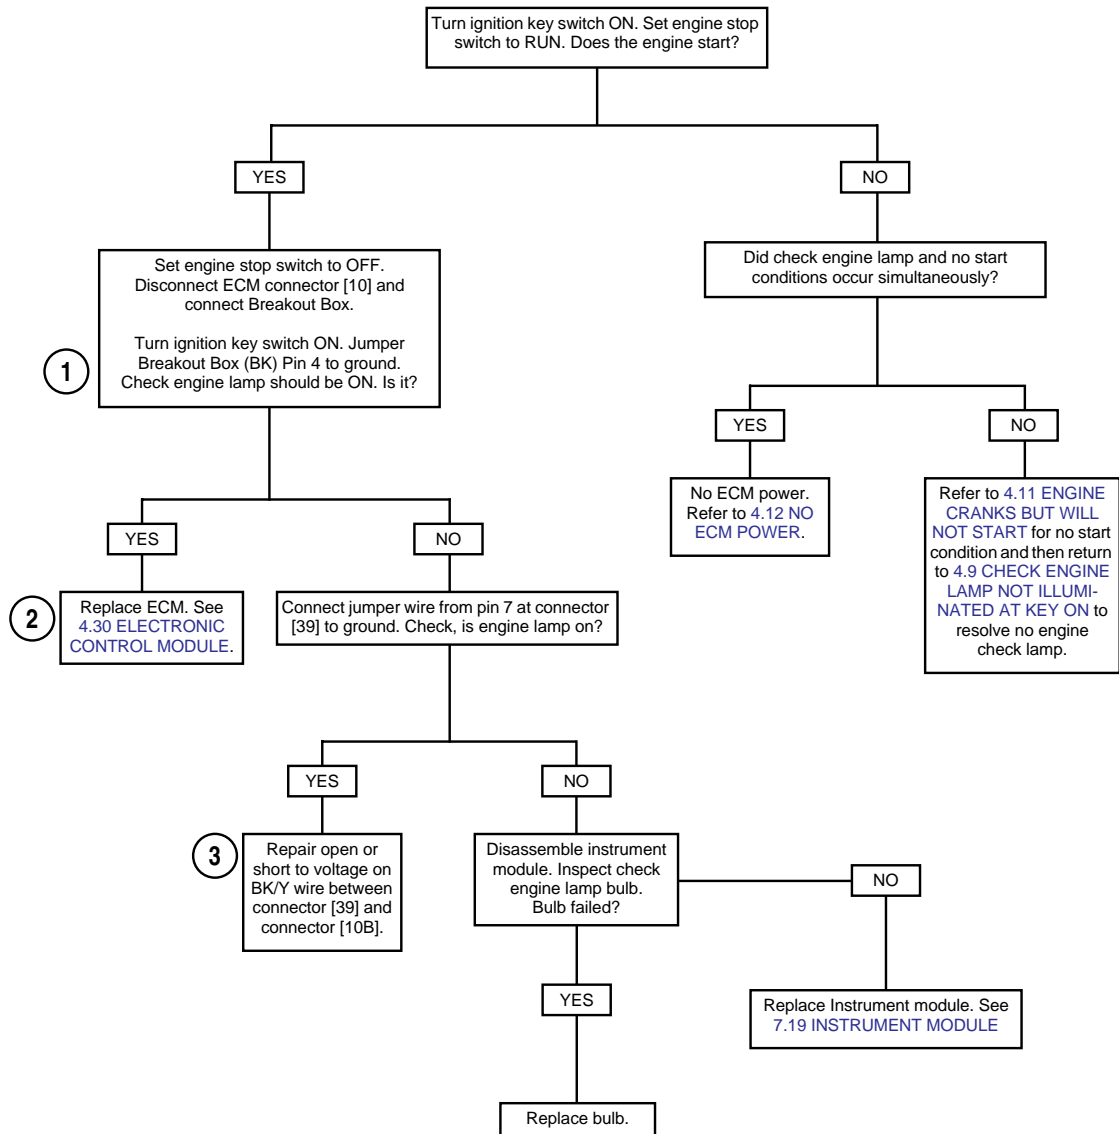 Turn ignition key switch ON. Set engine stop
switch to RUN. Does the engine start?
YES
NO
Set engine stop switch to OFF.
Disconnect ECM connector [10] and
connect Breakout Box.
Turn ignition key switch ON. Jumper
Breakout Box (BK) Pin 4 to ground.
Check engine lamp should be ON. Is it?
1
Did check engine lamp and no start
conditions occur simultaneously?
YES
NO
No ECM power.
Refer to 4.12 NO
ECM POWER.
Refer to 4.11 ENGINE
CRANKS BUT WILL
NOT START for no start
condition and then return
to 4.9 CHECK ENGINE
LAMP NOT ILLUMI-
NATED AT KEY ON to
resolve no engine
check lamp.
YES
NO
2
Replace ECM. See
4.30 ELECTRONIC
CONTROL MODULE.
Connect jumper wire from pin 7 at connector
[39] to ground. Check, is engine lamp on?
YES
NO
3
Repair open or
short to voltage on
BK/Y wire between
connector [39] and
connector [10B].
Disassemble instrument
module. Inspect check
engine lamp bulb.
Bulb failed?
NO
YES
Replace Instrument module. See
7.19 INSTRUMENT MODULE
Replace bulb.